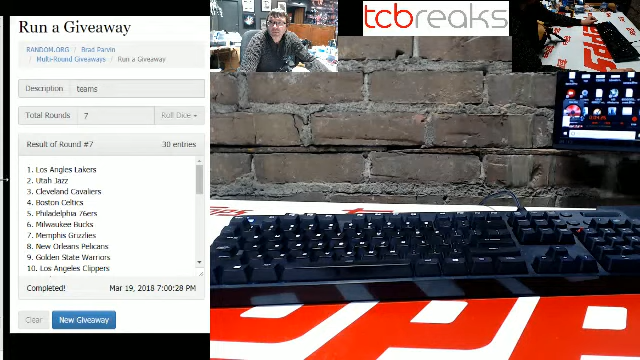 Run a Giveaway
RANDOM.ORG Brad Parvin
Multi-Round Giveaways Run a Giveaway
Description teams
Total Rounds 7 Roll Dice
Result of Round #7 30 entries
1. Los Angles Lakers
2. Utah Jazz
3. Cleveland Cavaliers
4. Boston Celtics
5. Philadelphia 76ers
6. Milwaukee Bucks
7. Memphis Grizzlies
8. New Orleans Pelicans
9. Golden State Warriors
10. Los Angeles Clippers
Completed! Mar 19, 2018 7:00:28 PM
Clear New Giveaway
tcbreaks